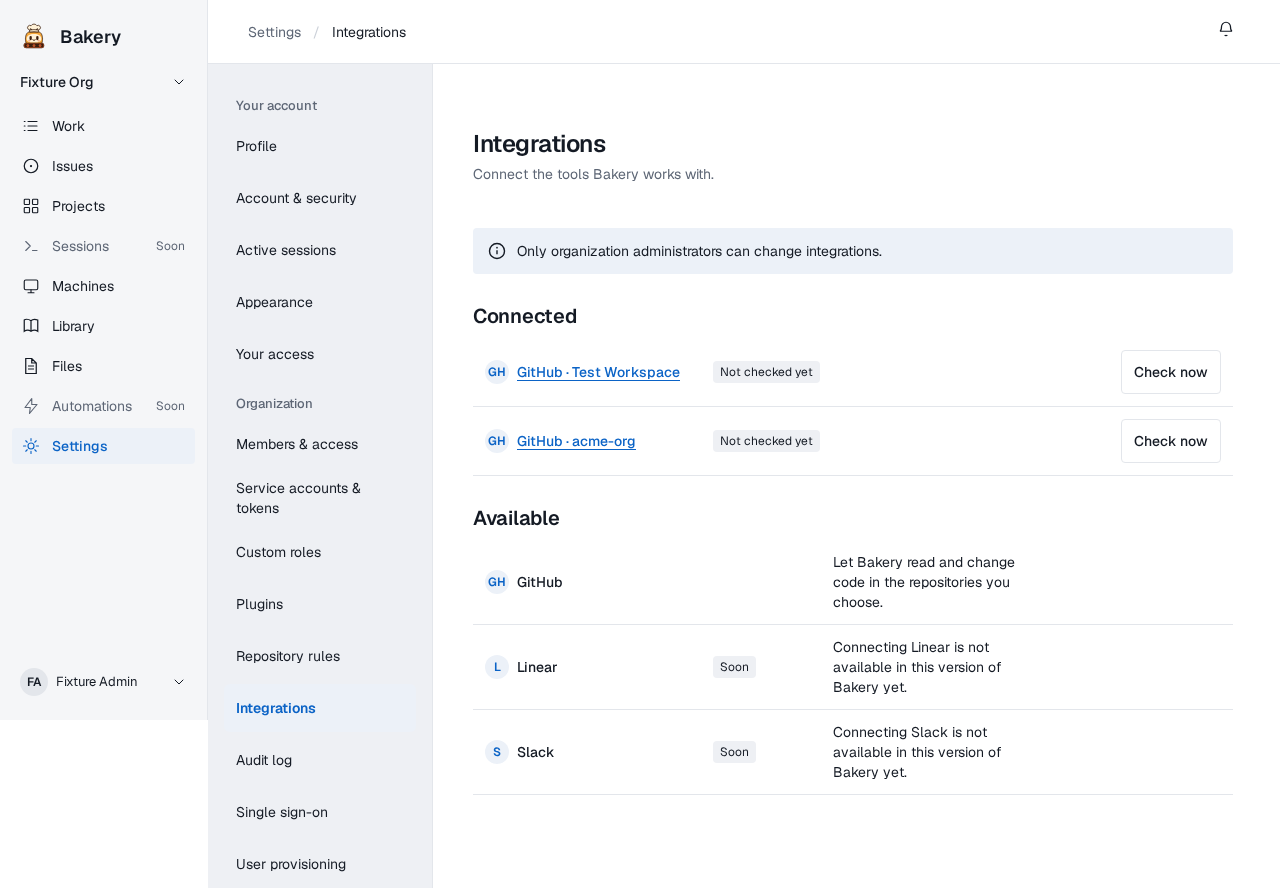 Bakery
Fixture Org
Work
Issues
Projects
Sessions Soon
Machines
Library
Files
Automations Soon
Settings
FA Fixture Admin
Settings / Integrations
Your account
Profile
Account & security
Active sessions
Appearance
Your access
Organization
Members & access
Service accounts &
tokens
Custom roles
Plugins
Repository rules
Integrations
Audit log
Single sign-on
User provisioning
Integrations
Connect the tools Bakery works with.
Only organization administrators can change integrations.
Connected
GH GitHub · Test Workspace Not checked yet Check now
GH GitHub · acme-org Not checked yet Check now
Available
GH GitHub
Let Bakery read and change
code in the repositories you
choose.
L Linear Soon
Connecting Linear is not
available in this version of
Bakery yet.
S Slack Soon
Connecting Slack is not
available in this version of
Bakery yet.